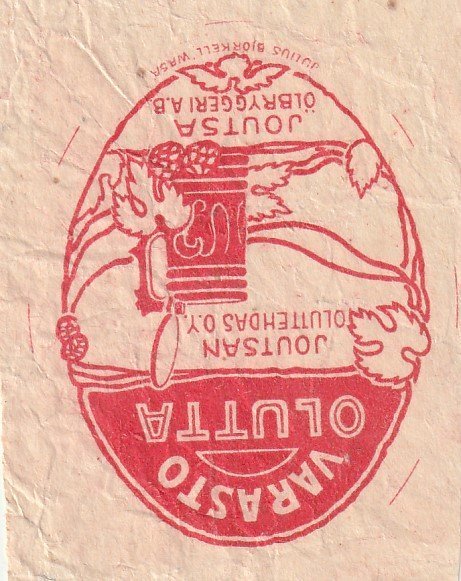 VARASTO
OLUTTA
JOUTSAN
OLUTTEHDAS O.Y.
JOUTSA
ÖLBRYGGERI A.B
JULIUS BJÖRKELL WASA